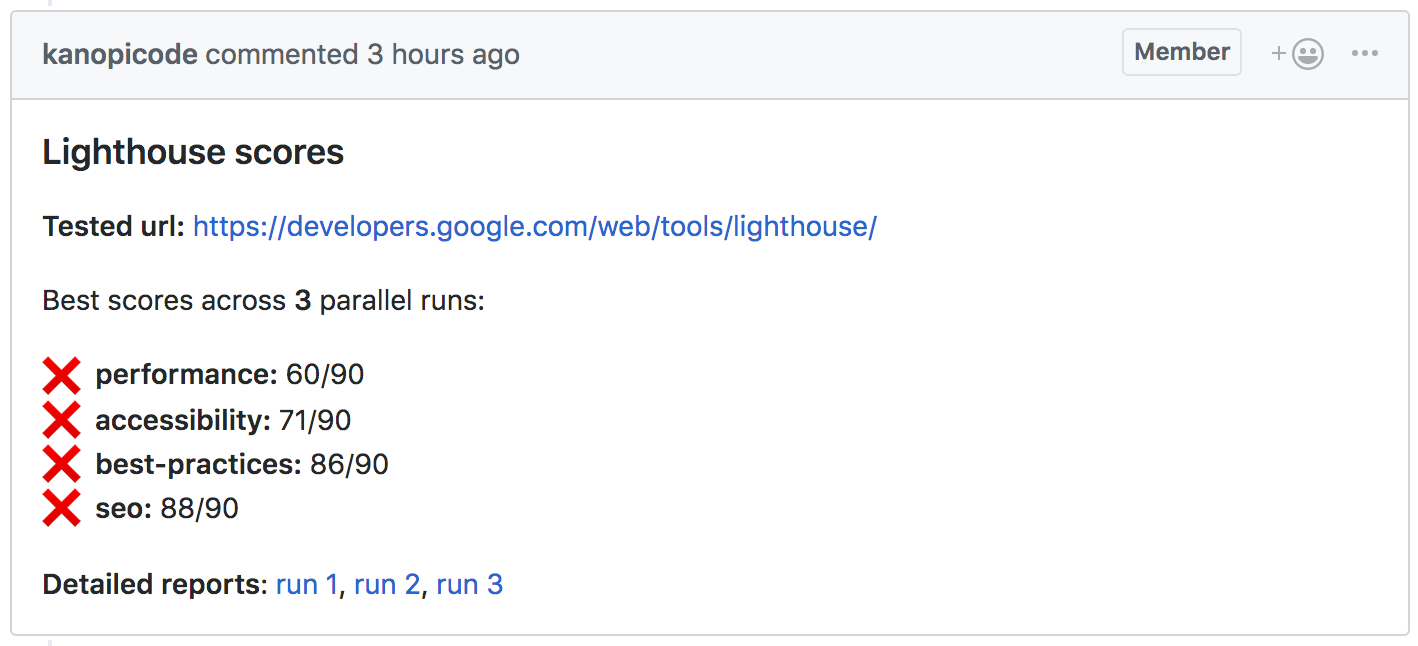 kanopicode commented 3 hours ago Member
Lighthouse scores
Tested url: https://developers.google.com/web/tools/lighthouse/
Best scores across 3 parallel runs:
performance: 60/90
accessibility: 71/90
best-practices: 86/90
seo: 88/90
Detailed reports: run 1, run 2, run 3